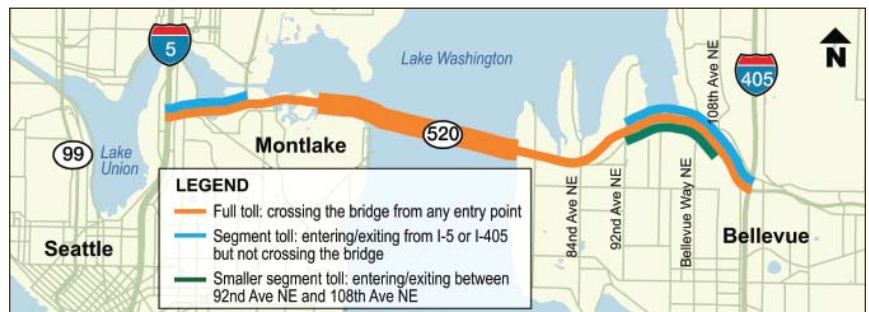 5
Lake Washington
108th Ave NE
N
405
99
Lake
Union
Montlake
520
LEGEND
Full toll: crossing the bridge from any entry point
Segment toll: entering/exiting from I-5 or I-405
but not crossing the bridge
Smaller segment toll: entering/exiting between
92nd Ave NE and 108th Ave NE
84nd Ave NE
92nd Ave NE
Bellevue Way NE
Seattle
Bellevue